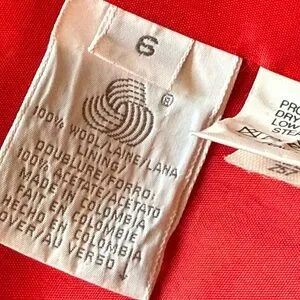 6
®
100% WOOL/LAINE/LANA
LINING/
DOUBLURE/FORRO:
100% ACETATE/ACETATO
MADE IN COLOMBIA
FAIT EN COLOMBIE
HECHO EN COLOMBIA
OVER/AU VERSO
PRO
DRY
LOW
STEA